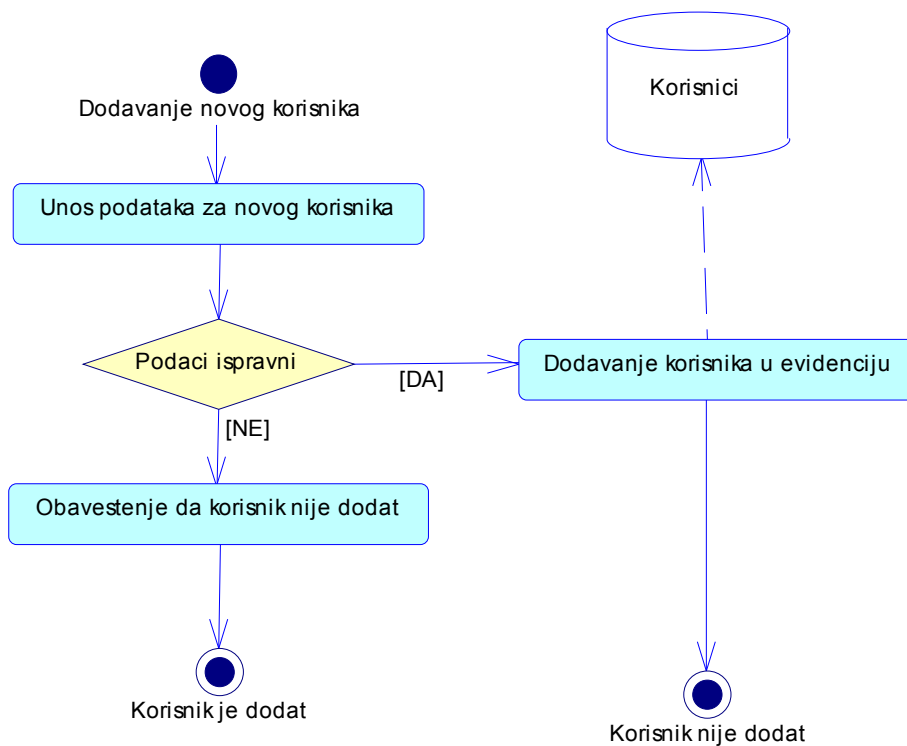 Korisnici
Dodavanje novog korisnika
Unos podataka za novog korisnika
Podaci ispravni
[DA]
Dodavanje korisnika u evidenciju
[NE]
Obavestenje da korisnik nije dodat
Korisnik je dodat
Korisnik nije dodat